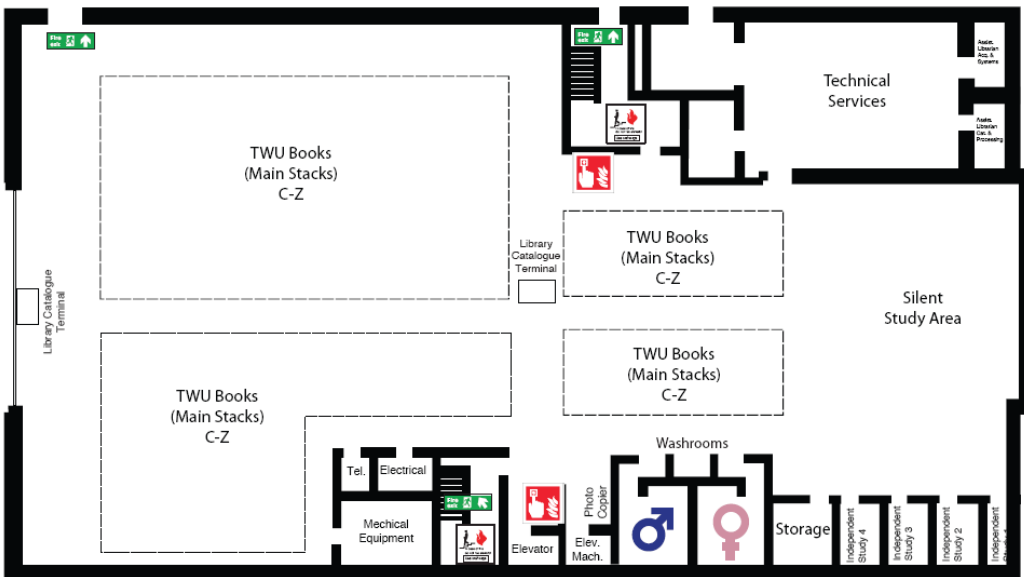 Fire
exit
Fire
exit
Assist.
Librarian
Acq. &
Systems
Technical
Services
Assist.
Librarian
Cat. &
Processing
TWU Books
(Main Stacks)
C-Z
Library
Catalogue
Terminal
TWU Books
(Main Stacks)
C-Z
Library Catalogue
Terminal
Silent
Study Area
TWU Books
(Main Stacks)
C-Z
TWU Books
(Main Stacks)
C-Z
Washrooms
Tel.
Electrical
Fire
exit
Photo
Copier
Mechical
Equipment
Elevator
Elev.
Mach.
Storage
Independent
Study 4
Independent
Study 3
Independent
Study 2
Independent